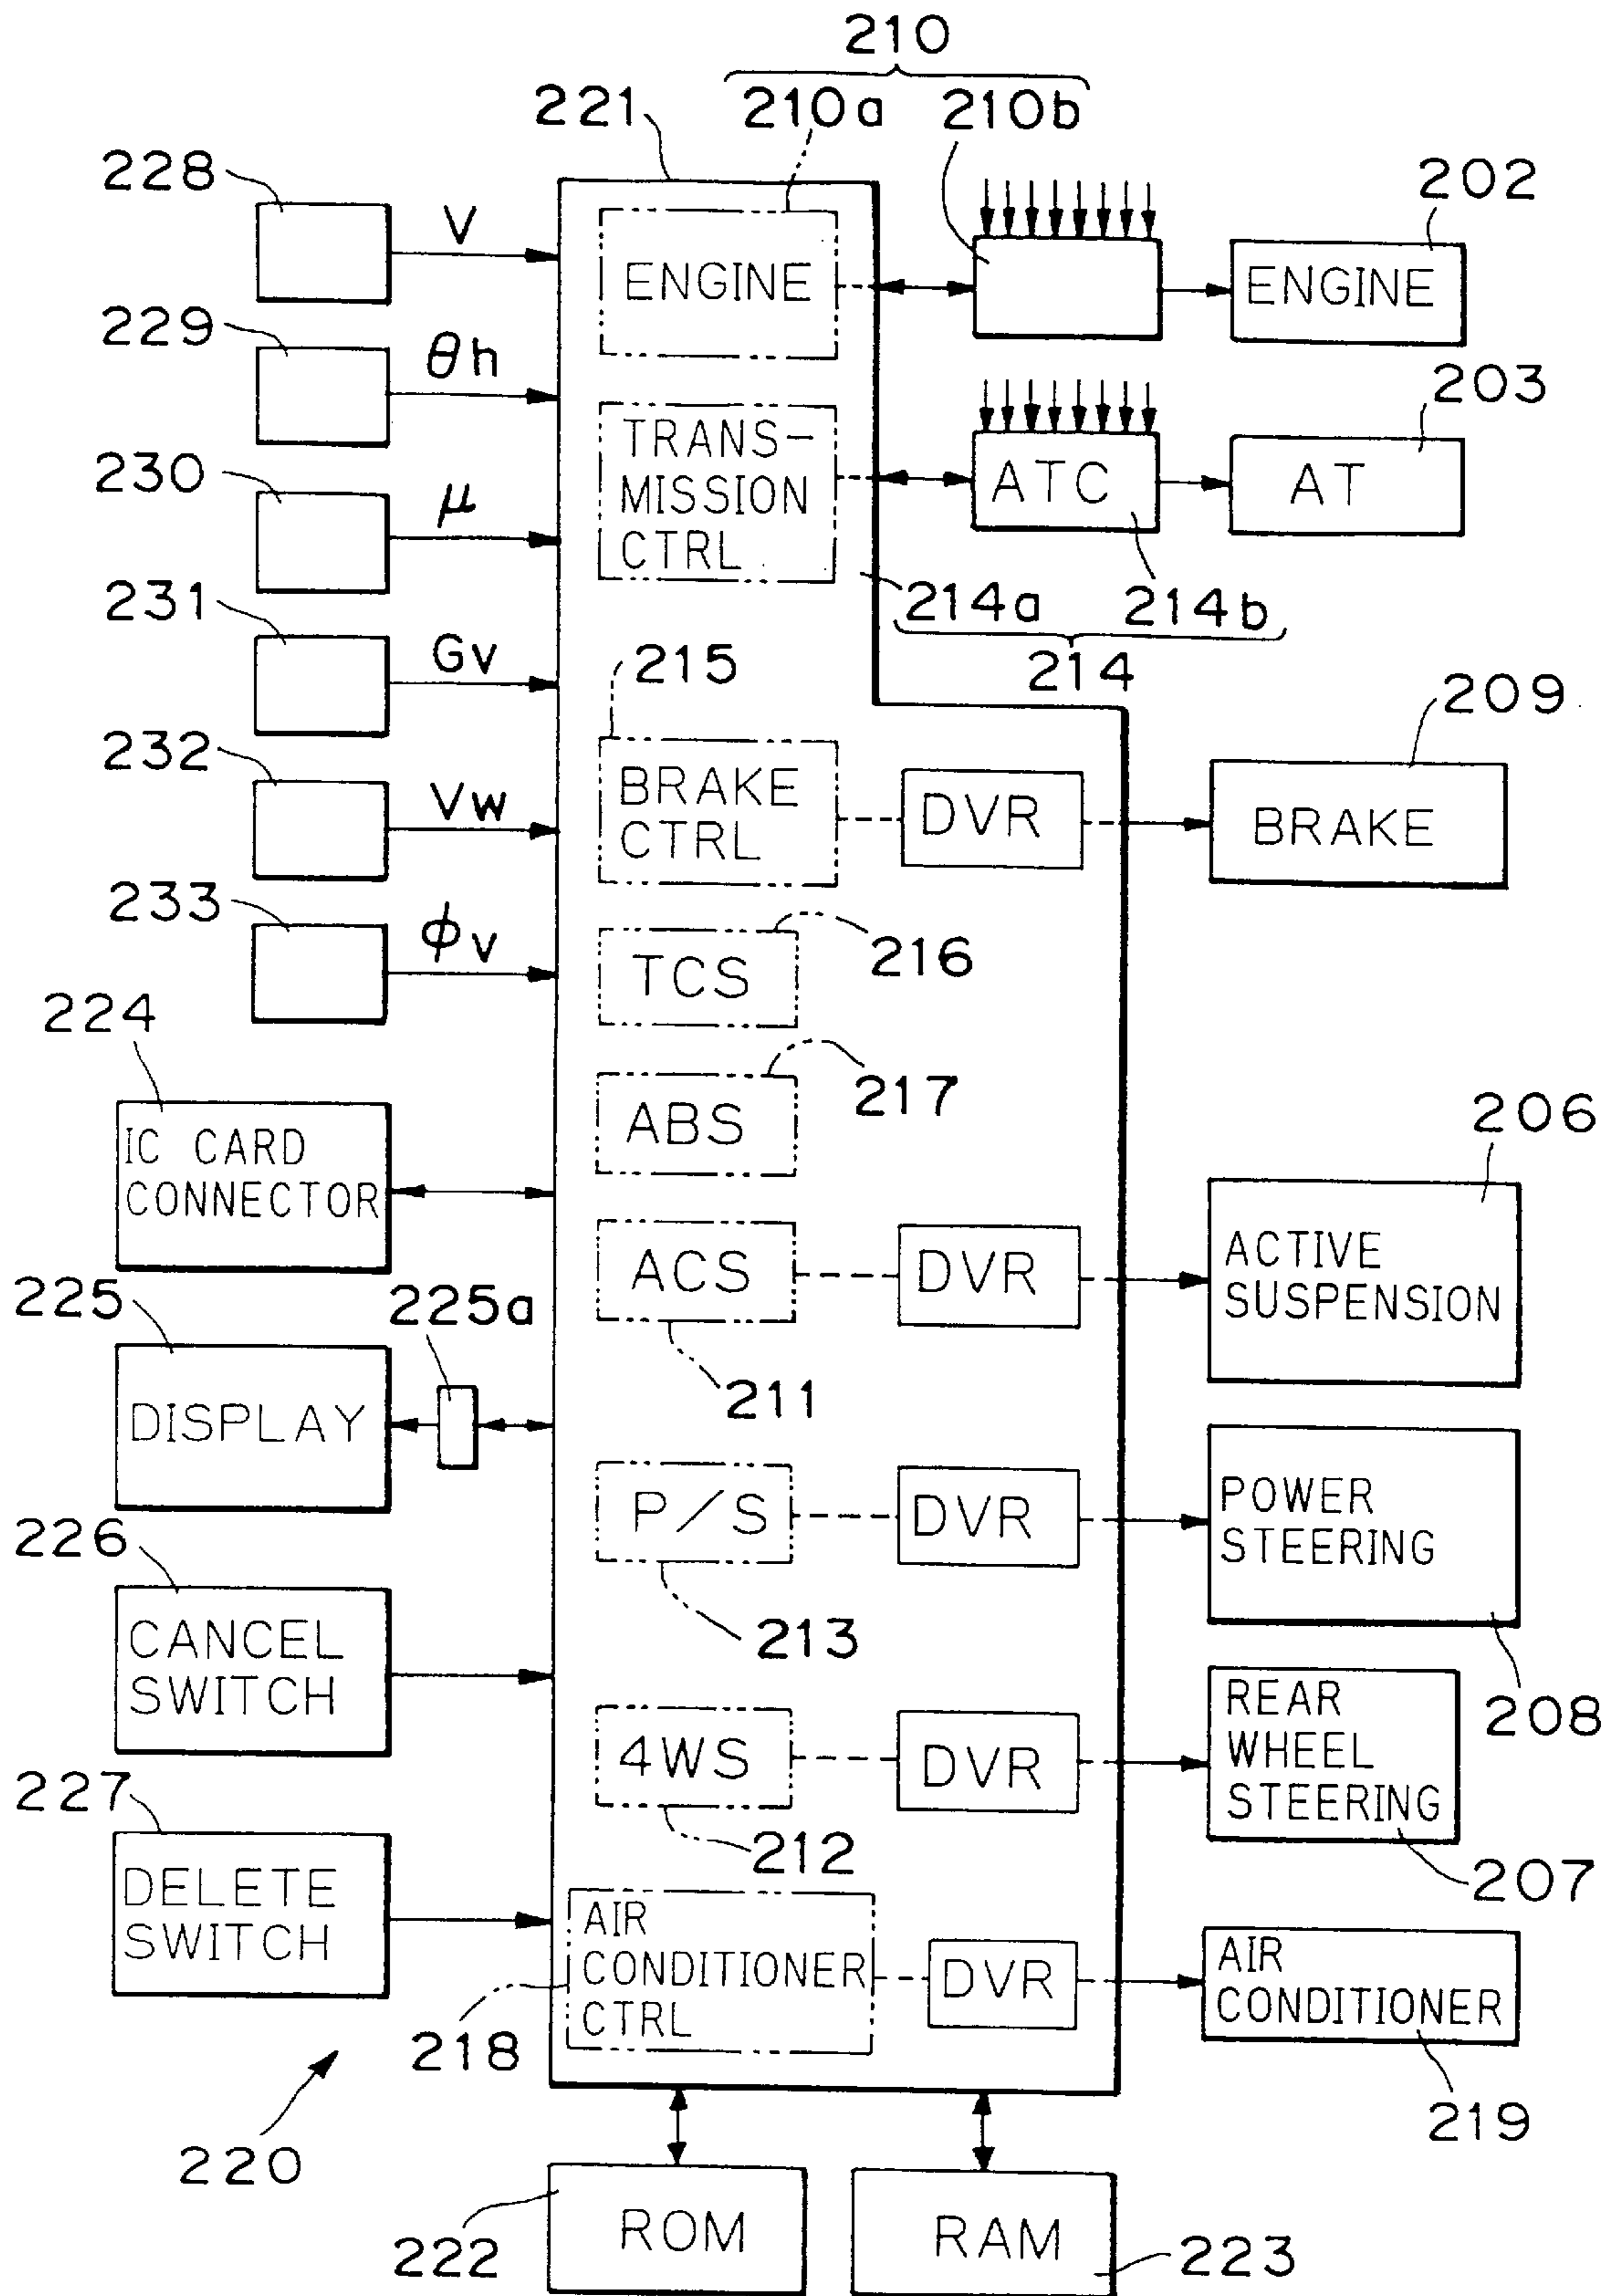 210
221
210a
210b
228
V
202
ENGINE
ENGINE
229
θh
203
TRANS-
MISSION
CTRL
ATC
AT
230
μ
231
Gv
214a
214b
214
215
209
232
Vw
BRAKE
CTRL
DVR
BRAKE
233
φv
TCS
216
224
IC CARD
CONNECTOR
ABS
217
206
ACS
DVR
ACTIVE
SUSPENSION
225
225a
211
DISPLAY
P/S
DVR
POWER
STEERING
226
213
208
CANCEL
SWITCH
4WS
DVR
REAR
WHEEL
STEERING
227
212
207
DELETE
SWITCH
AIR
CONDITIONER
CTRL
DVR
AIR
CONDITIONER
218
219
220
222
ROM
RAM
223